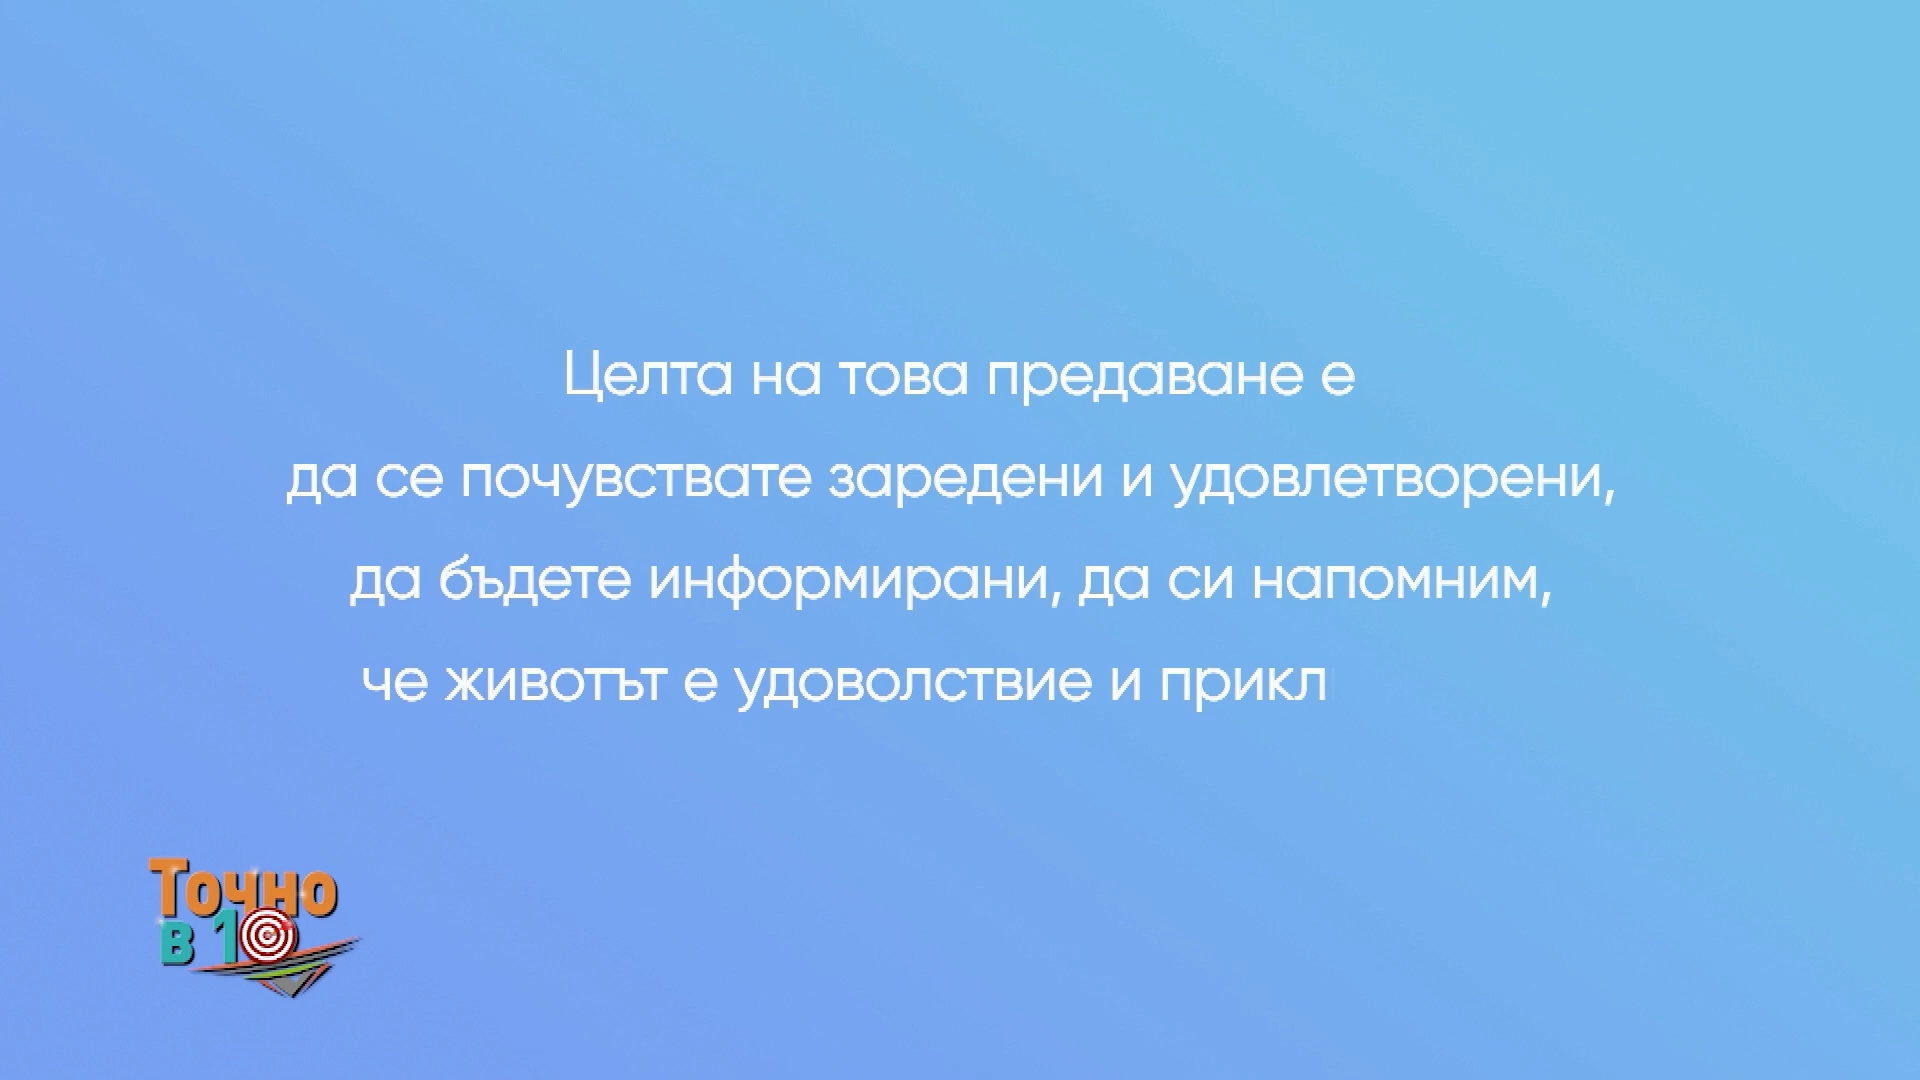 Целта на това предаване е
да се почувствате заредени и удовлетворени,
да бъдете информирани, да си напомним,
че животът е удоволствие и прикл
Точно
в 10